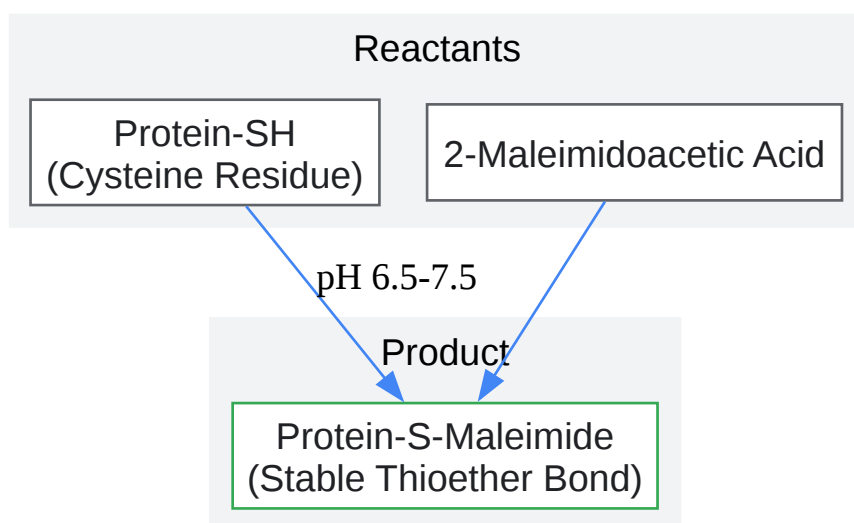 Reactants
Protein-SH
(Cysteine Residue)
2-Maleimidoacetic Acid
pH 6.5-7.5
Product
Protein-S-Maleimide
(Stable Thioether Bond)